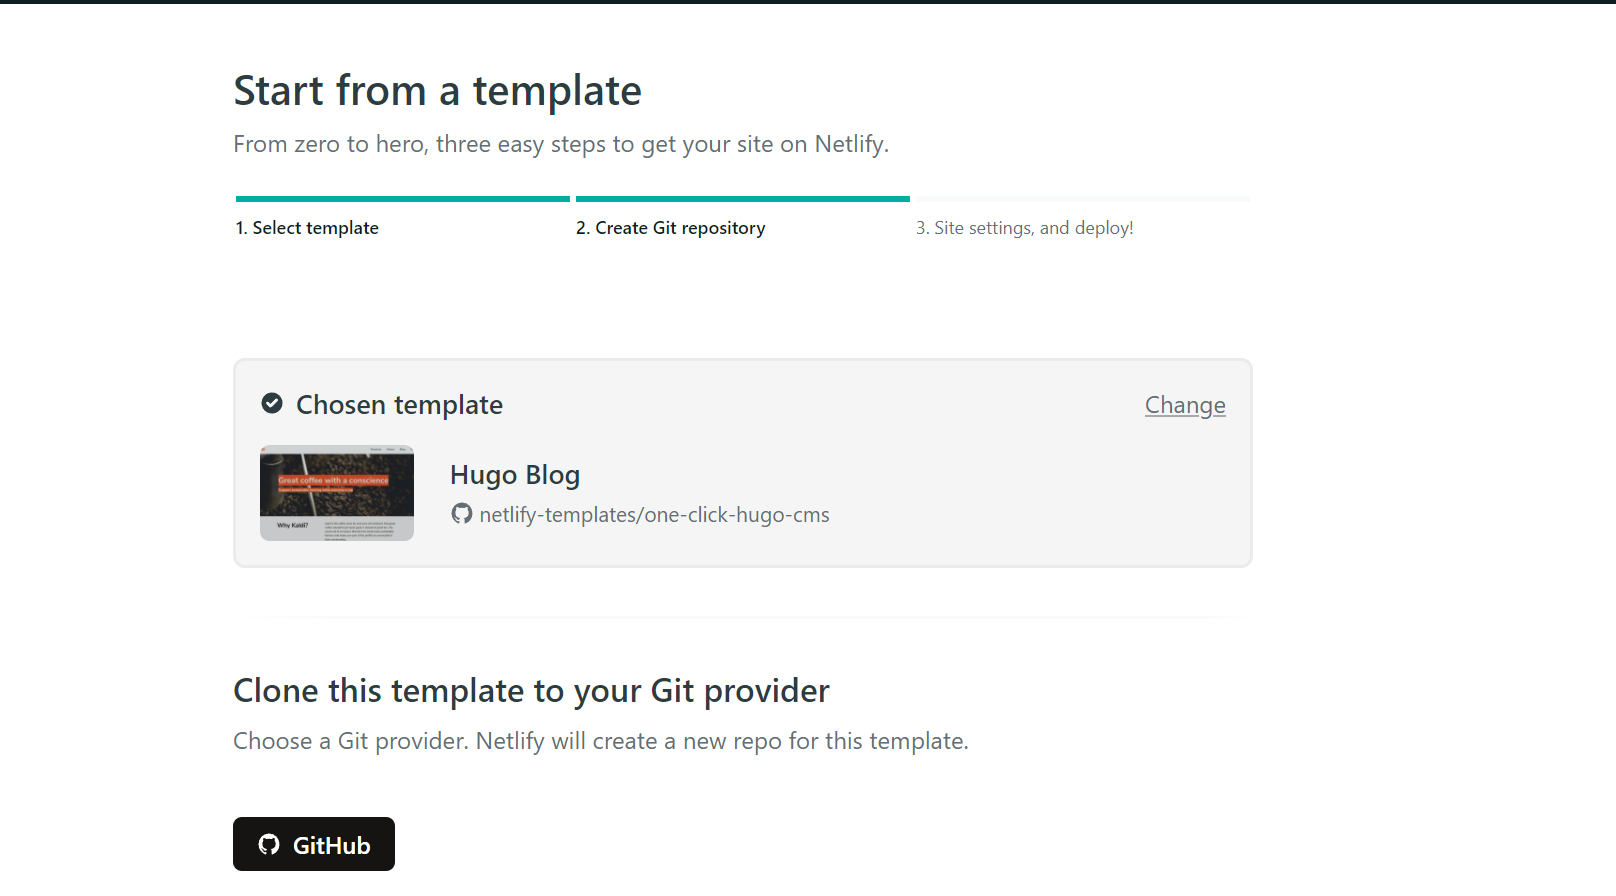 Start from a template
From zero to hero, three easy steps to get your site on Netlify.
1. Select template
2. Create Git repository
3. Site settings, and deploy!
Chosen template
Change
Great coffee with a conscience
Why Kaldi?
Hugo Blog
netlify-templates/one-click-hugo-cms
Clone this template to your Git provider
Choose a Git provider. Netlify will create a new repo for this template.
GitHub